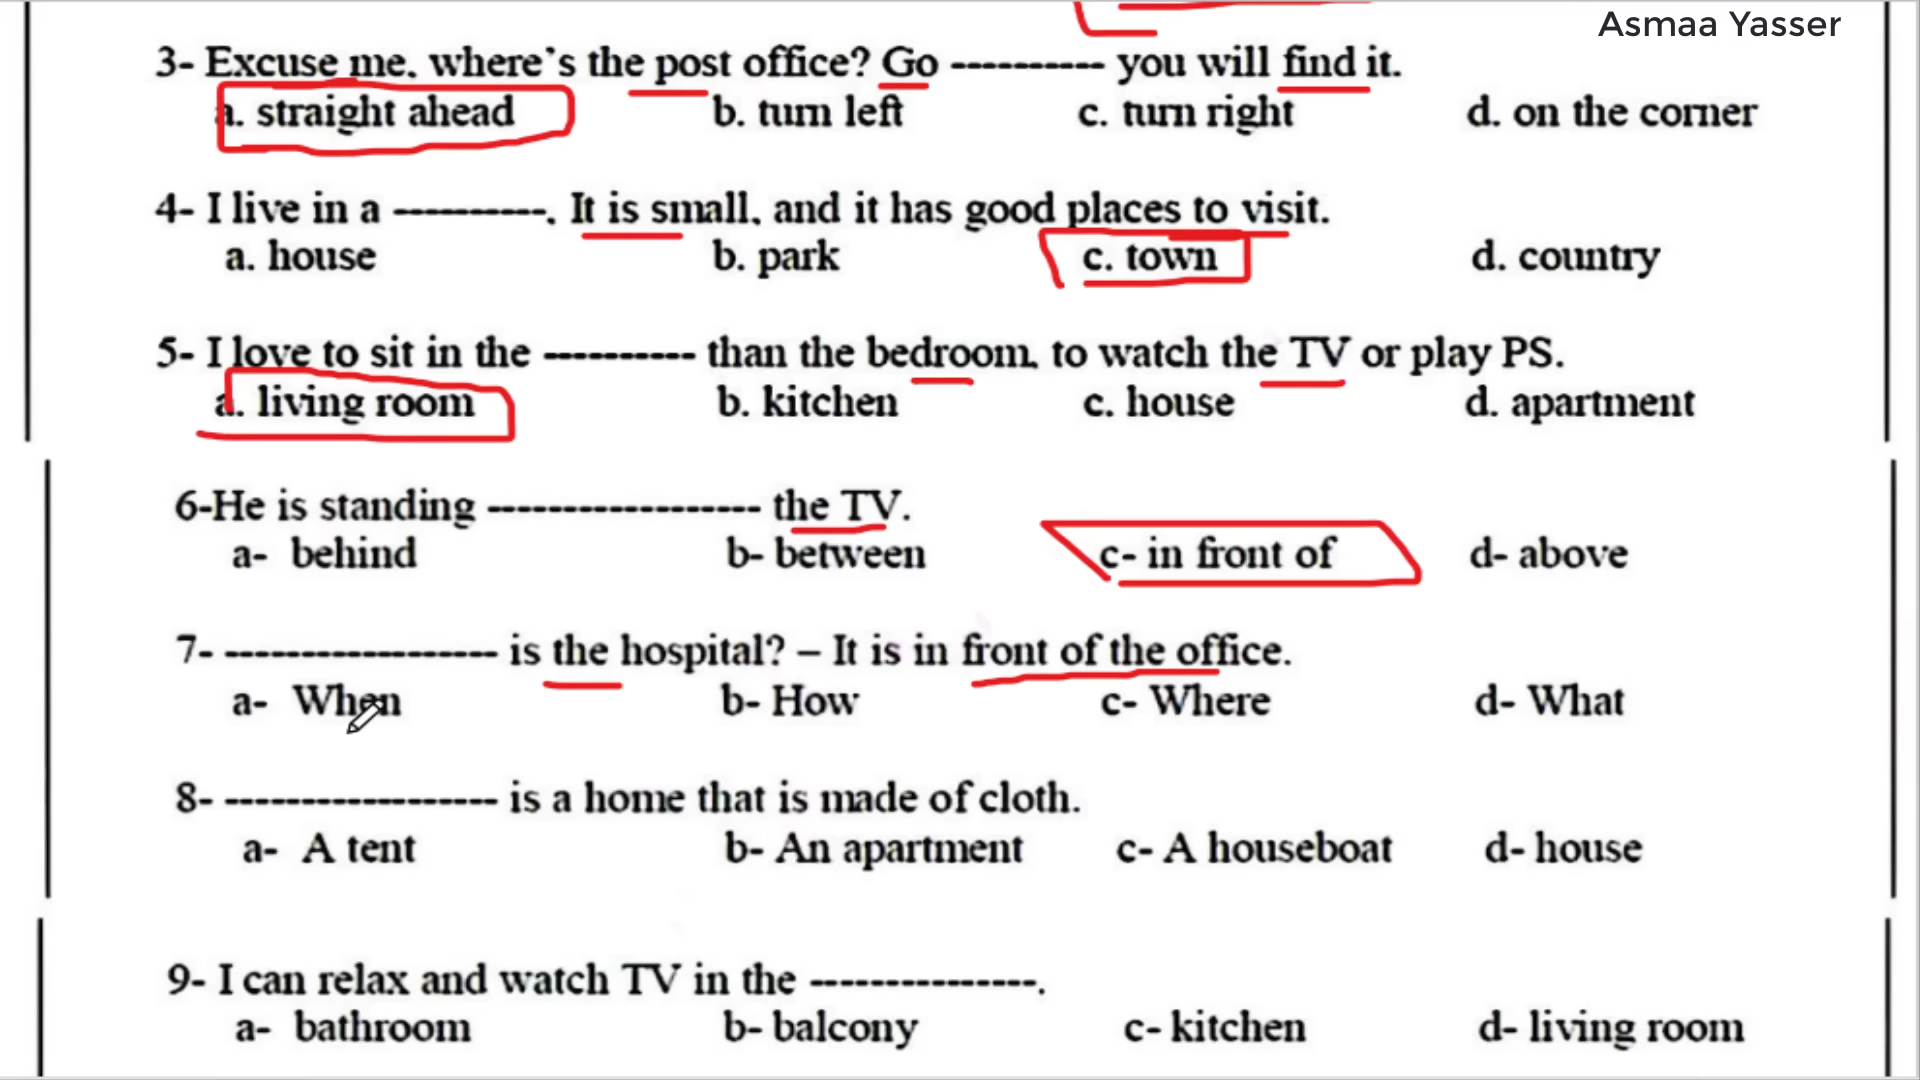 Asmaa Yasser
3- Excuse me, where's the post office? Go ---------- you will find it.
a. straight ahead b. turn left c. turn right d. on the corner
4- I live in a ----------. It is small, and it has good places to visit.
a. house b. park c. town d. country
5- I love to sit in the ---------- than the bedroom, to watch the TV or play PS.
a. living room b. kitchen c. house d. apartment
6-He is standing ------------------ the TV.
a- behind b- between c- in front of d- above
7- ------------------ is the hospital? – It is in front of the office.
a- When b- How c- Where d- What
8- ------------------ is a home that is made of cloth.
a- A tent b- An apartment c- A houseboat d- house
9- I can relax and watch TV in the ---------------.
a- bathroom b- balcony c- kitchen d- living room